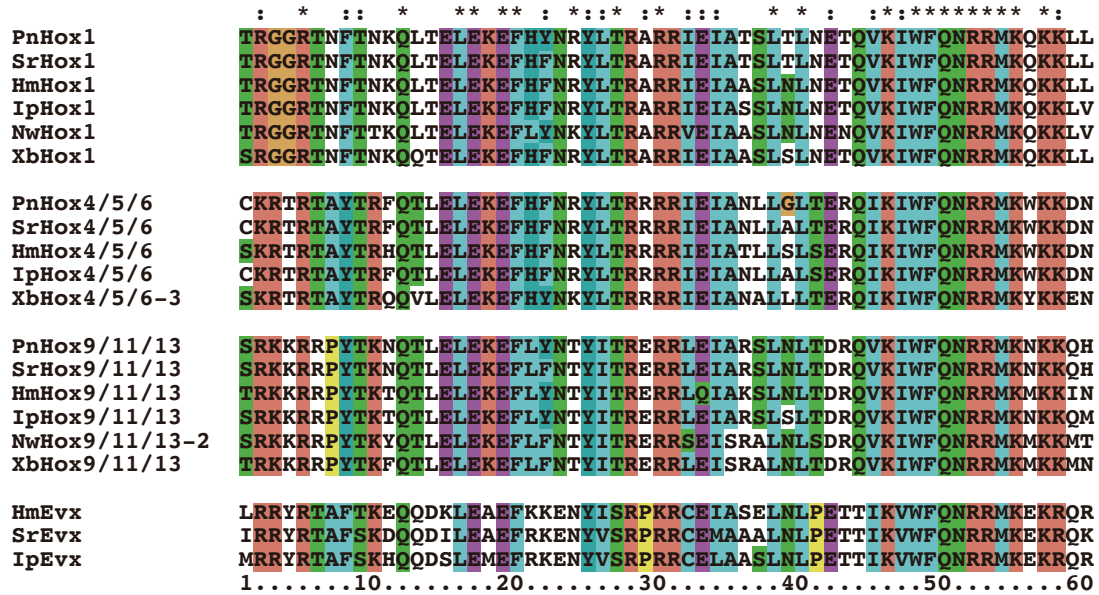 : * :: * ** ** : *::* :* :: * * : :*:******** *:
PnHox1 TRGGRTNFTNKQLTELEKEFHYNRYLTRARRIEIATSLTLNETQVKIWFQNRRMKQKKLL
SrHox1 TRGGRTNFTNKQLTELEKEFHFNRYLTRARRIEIATSLTLNETQVKIWFQNRRMKQKKLL
HmHox1 TRGGRTNFTNKQLTELEKEFHFNRYLTRARRIEIAASLNLNETQVKIWFQNRRMKQKKLL
IpHox1 TRGGRTNFTNKQLTELEKEFHFNRYLTRARRIEIAASLNLNETQVKIWFQNRRMKQKKLV
NwHox1 TRGGRTNFTTKQLTELEKEFLYNKYLTRARRVEIAASLNLNENQVKIWFQNRRMKQKKLV
XbHox1 SRGGRTNFTNKQQTELEKEFHFNRYLTRARRIEIAASLSLNETQVKIWFQNRRMKQKKLL
PnHox4/5/6 CKRTRTAYTRFQTLELEKEFHFNRYLTRRRRIEIANLLGLTERQIKIWFQNRRMKWKKDN
SrHox4/5/6 CKRTRTAYTRFQTLELEKEFHFNRYLTRRRRIEIANLLALTERQIKIWFQNRRMKWKKDN
HmHox4/5/6 SKRTRTAYTRHQTLELEKEFHFNRYLTRRRRIEIATLLSLSERQIKIWFQNRRMKWKKDN
IpHox4/5/6 CKRTRTAYTRFQTLELEKEFHFNRYLTRRRRIEIANLLALSERQIKIWFQNRRMKWKKDN
XbHox4/5/6-3 SKRTRTAYTRQQVLELEKEFHYNKYLTRRRRIEIANALLLTERQIKIWFQNRRMKYKKEN
PnHox9/11/13 SRKKRRPYTKNQTLELEKEFLYNTYITRERRLEIARSLNLTDRQVKIWFQNRRMKNKKQH
SrHox9/11/13 SRKKRRPYTKNQTLELEKEFLFNTYITRERRLEIARSLNLTDRQVKIWFQNRRMKNKKQH
HmHox9/11/13 TRKKRRPYTKTQTLELEKEFLYNTYITRERRLQIAKSLNLTDRQVKIWFQNRRMKMKKIN
IpHox9/11/13 SRKKRRPYTKTQTLELEKEFLYNYYITRERRLEIARSLSLTDRQVKIWFQNRRMKNKKQM
NwHox9/11/13-2 SRKKRRPYTKYQTLELEKEFLFNTYITRERRSEISRALNLSDRQVKIWFQNRRMKMKKMT
XbHox9/11/13 TRKKRRPYTKFQTLELEKEFLFNTYITRERRLEISRALNLTDRQVKIWFQNRRMKMKKMN
HmEvx LRRYRTAFTKEQQDKLEAEFKKENYISRPKRCEIASELNLPETTIKVWFQNRRMKEKRQR
SrEvx IRRYRTAFSKDQQDILEAEFRKENYVSRPRRCEMAAALNLPETTIKVWFQNRRMKEKRQK
IpEvx MRRYRTAFSKHQQDSLEMEFRKENYVSRPRRCELAASLNLPETTIKVWFQNRRMKEKRQR
1........10........20........30........40........50........60